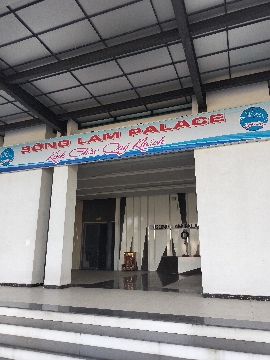 SÔNG LAM PALACE
Kính Chào Quý Khách